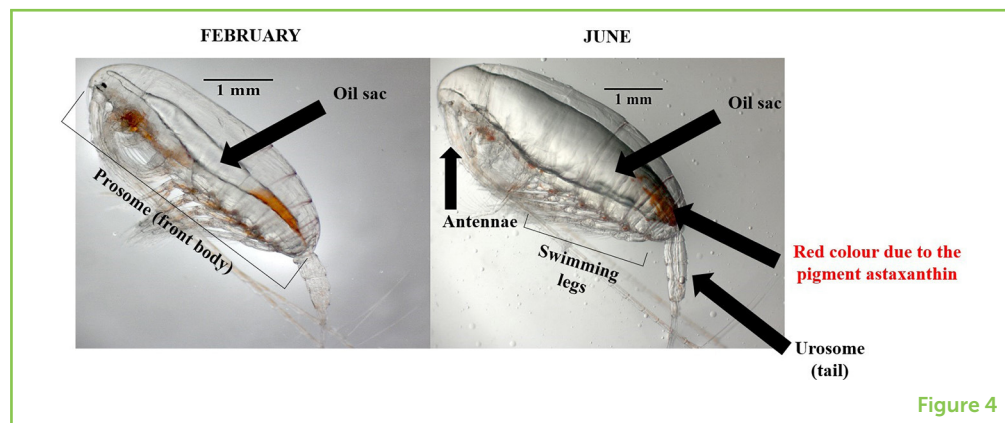 FEBRUARY
JUNE
1 mm
Oil sac
Prosome (front body)
1 mm
Oil sac
Antennae
Swimming
legs
Red colour due to the
pigment astaxanthin
Urosome
(tail)
Figure 4